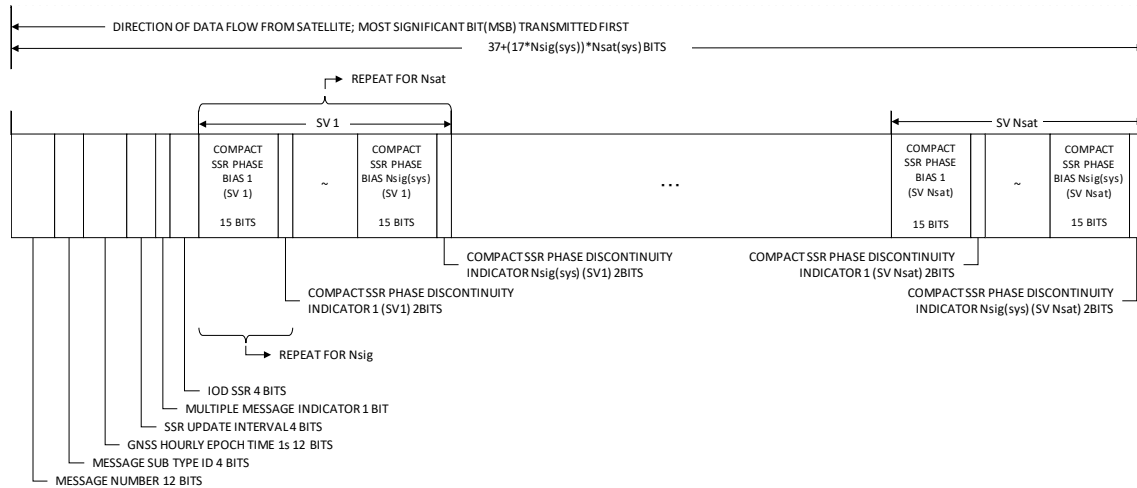 DIRECTION OF DATA FLOW FROM SATELLITE; MOST SIGNIFICANT BIT(MSB) TRANSMITTED FIRST
37+(17*Nsig(sys))*Nsat(sys) BITS
REPEAT FOR Nsat
SV 1
SV Nsat
COMPACT
SSR PHASE
BIAS 1
(SV 1)
15 BITS
~
COMPACT
SSR PHASE
BIAS Nsig(sys)
(SV 1)
15 BITS
...
COMPACT
SSR PHASE
BIAS 1
(SV Nsat)
15 BITS
~
COMPACT
SSR PHASE
BIAS Nsig(sys)
(SV Nsat)
15 BITS
COMPACT SSR PHASE DISCONTINUITY
INDICATOR Nsig(sys) (SV1) 2BITS
COMPACT SSR PHASE DISCONTINUITY
INDICATOR 1 (SV Nsat) 2BITS
COMPACT SSR PHASE DISCONTINUITY
INDICATOR 1 (SV1) 2BITS
COMPACT SSR PHASE DISCONTINUITY
INDICATOR Nsig(sys) (SV Nsat) 2BITS
REPEAT FOR Nsig
IOD SSR 4 BITS
MULTIPLE MESSAGE INDICATOR 1 BIT
SSR UPDATE INTERVAL 4 BITS
GNSS HOURLY EPOCH TIME 1s 12 BITS
MESSAGE SUB TYPE ID 4 BITS
MESSAGE NUMBER 12 BITS